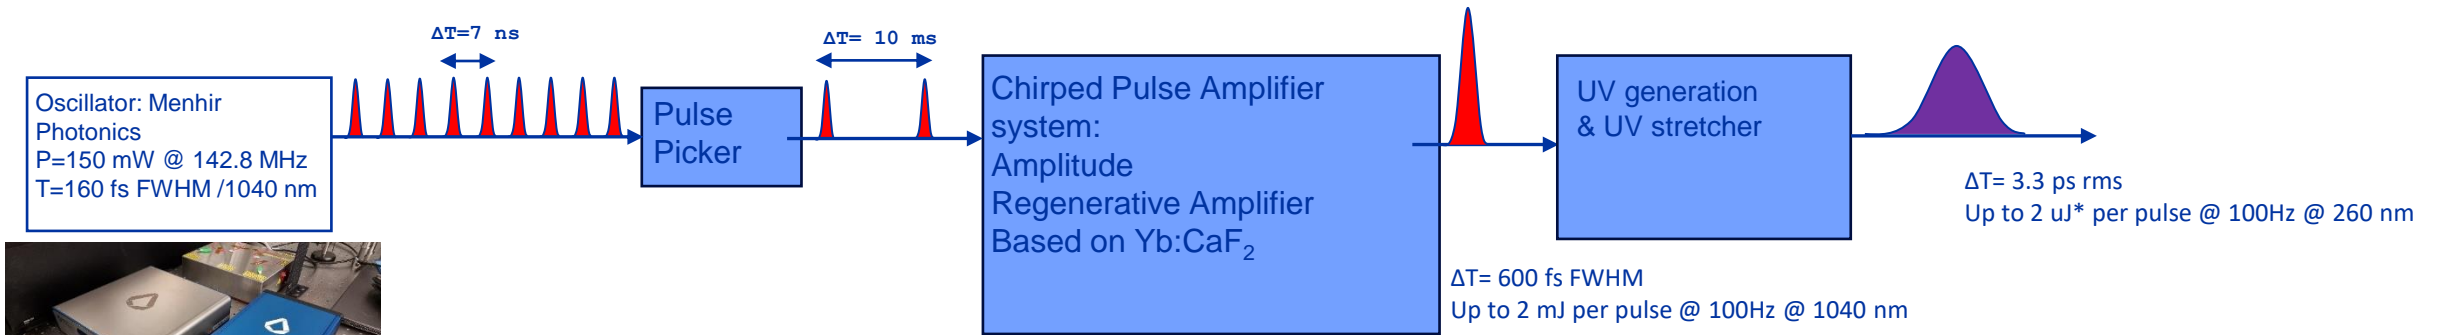 ΔT=7 ns
ΔT= 10 ms
Oscillator: Menhir
Photonics
P=150 mW @ 142.8 MHz
T=160 fs FWHM /1040 nm
Pulse
Picker
Chirped Pulse Amplifier
system:
Amplitude
Regenerative Amplifier
Based on Yb:CaF₂
UV generation
& UV stretcher
ΔT= 600 fs FWHM
Up to 2 mJ per pulse @ 100Hz @ 1040 nm
ΔT= 3.3 ps rms
Up to 2 uJ* per pulse @ 100Hz @ 260 nm